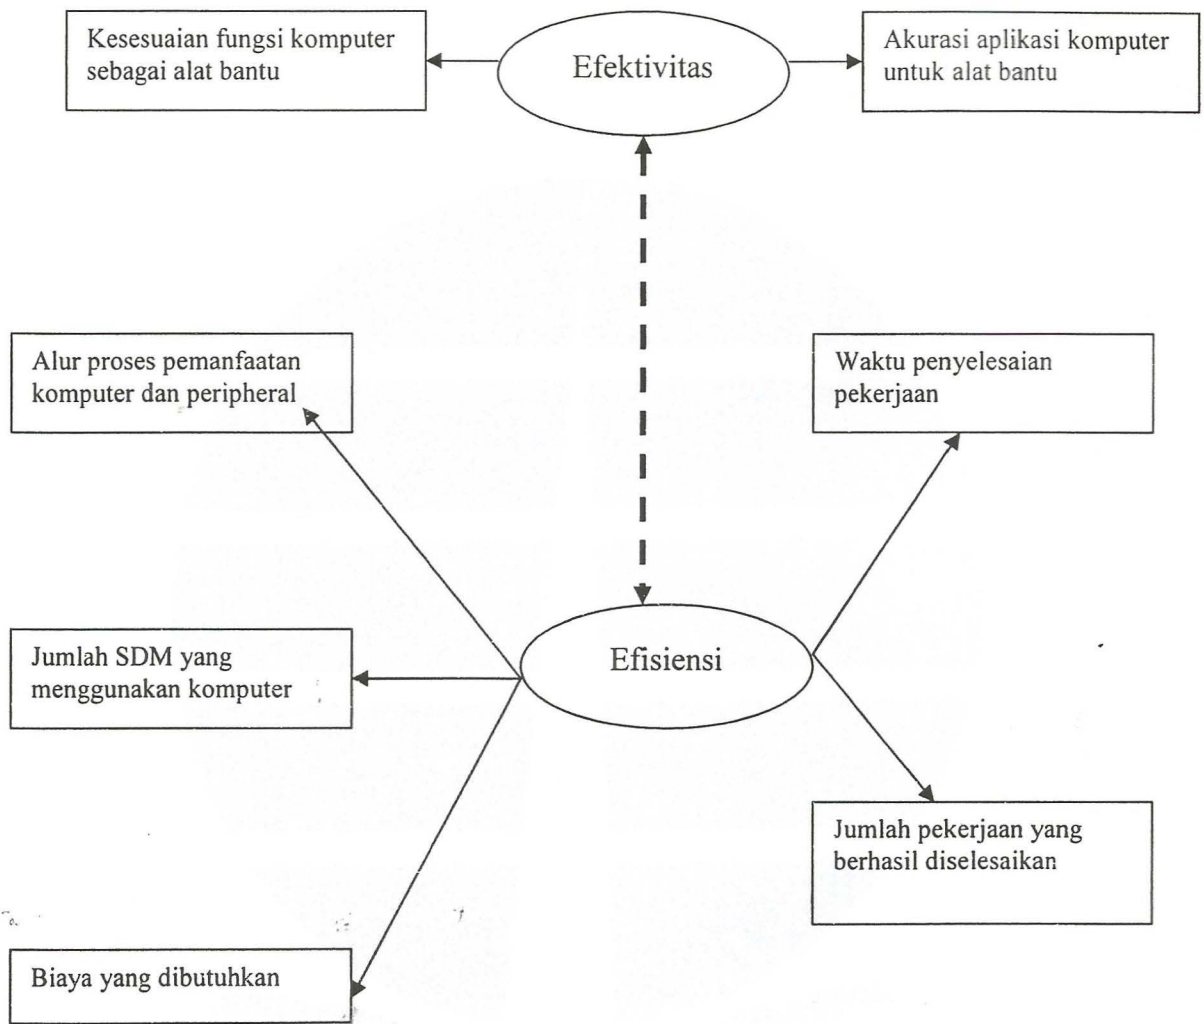 Kesesuaian fungsi komputer
sebagai alat bantu
Efektivitas
Akurasi aplikasi komputer
untuk alat bantu
Alur proses pemanfaatan
komputer dan peripheral
Waktu penyelesaian
pekerjaan
Jumlah SDM yang
menggunakan komputer
Efisiensi
Jumlah pekerjaan yang
berhasil diselesaikan
Biaya yang dibutuhkan